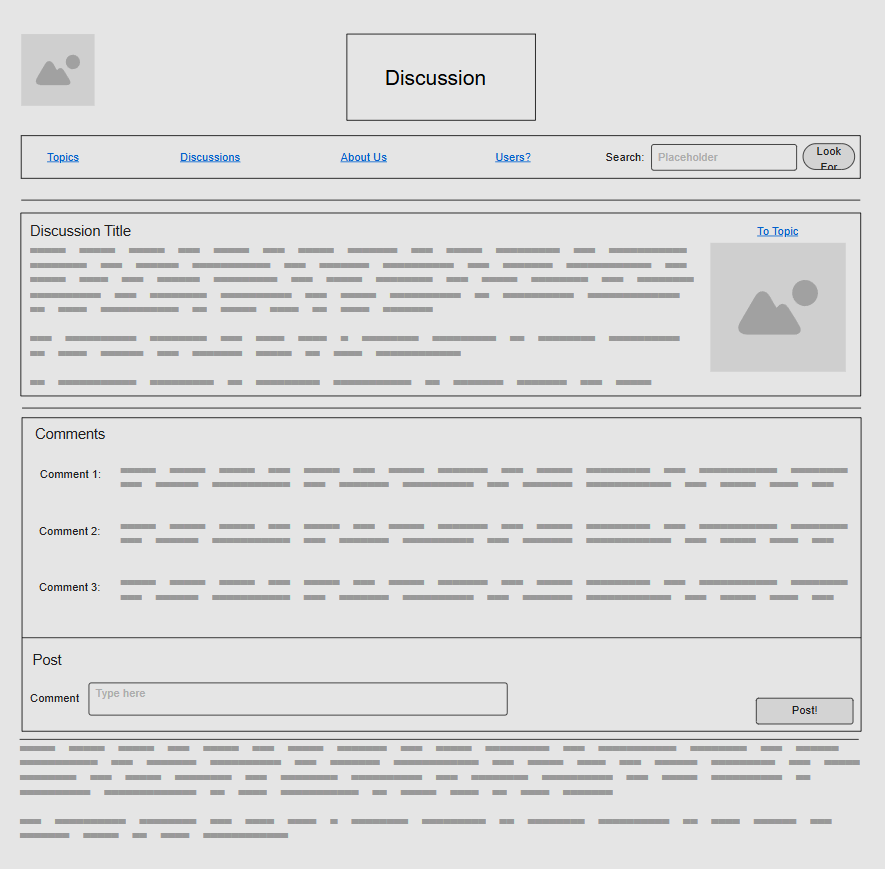 Discussion
Topics
Discussions
About Us
Users?
Search:
Placeholder
Look
For
Discussion Title
To Topic
Comments
Comment 1:
Comment 2:
Comment 3:
Post
Comment
Type here
Post!